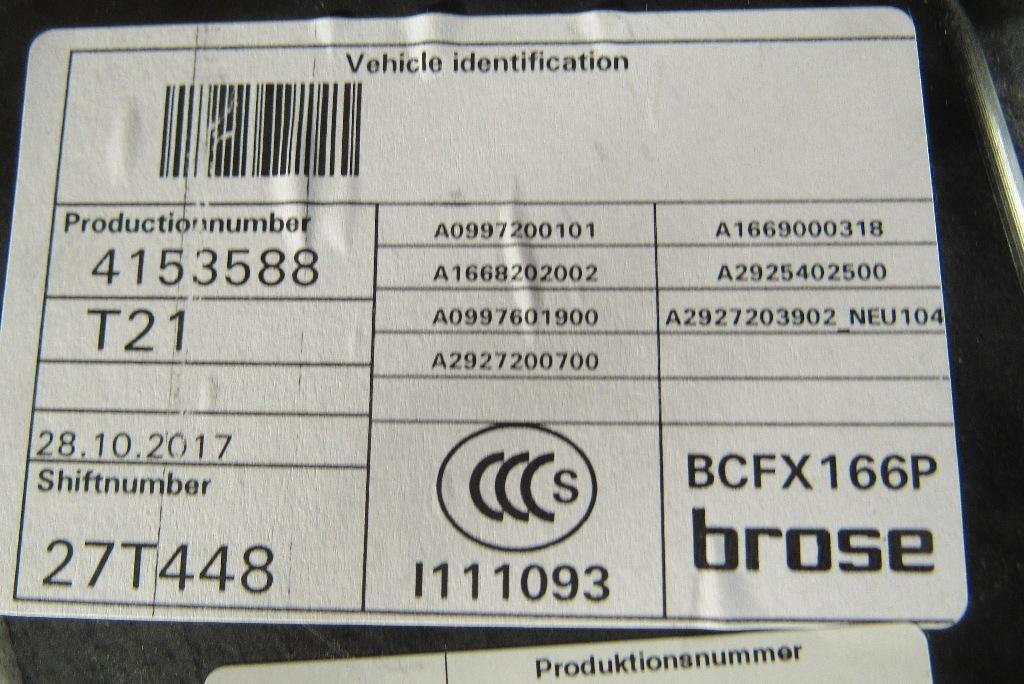 Vehicle identification
Productionnumber
4153588
T21
28.10.2017
Shiftnumber
27T448
A0997200101
A1668202002
A0997601900
A2927200700
A1669000318
A2925402500
A2927203902_NEU104
CCCS
I111093
BCFX166P
brose
Produktionsnummer